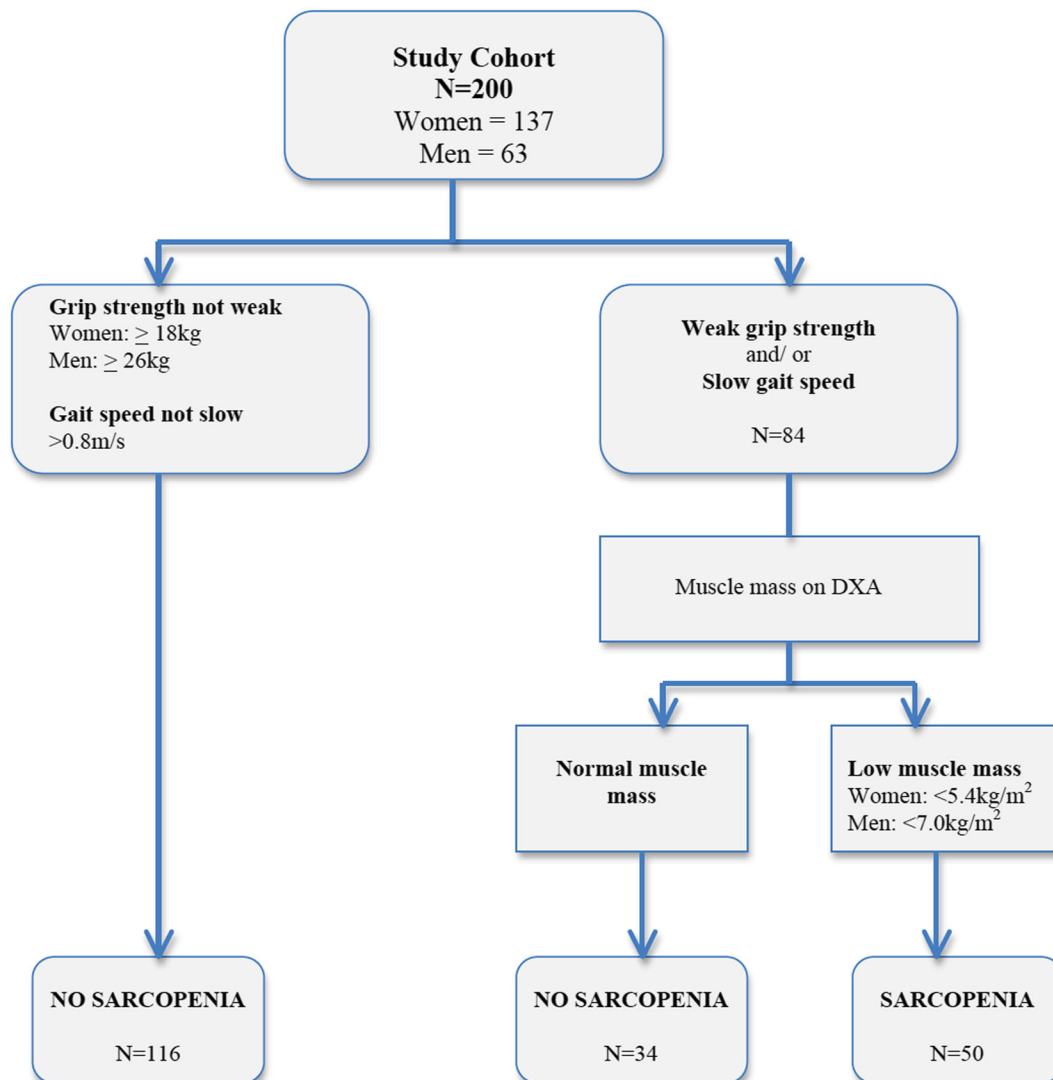 Study Cohort
N=200
Women = 137
Men = 63
Grip strength not weak
Women: ≥ 18kg
Men: ≥ 26kg
Gait speed not slow
>0.8m/s
Weak grip strength
and/ or
Slow gait speed
N=84
Muscle mass on DXA
Normal muscle
mass
Low muscle mass
Women: <5.4kg/m²
Men: <7.0kg/m²
NO SARCOPENIA
N=116
NO SARCOPENIA
N=34
SARCOPENIA
N=50